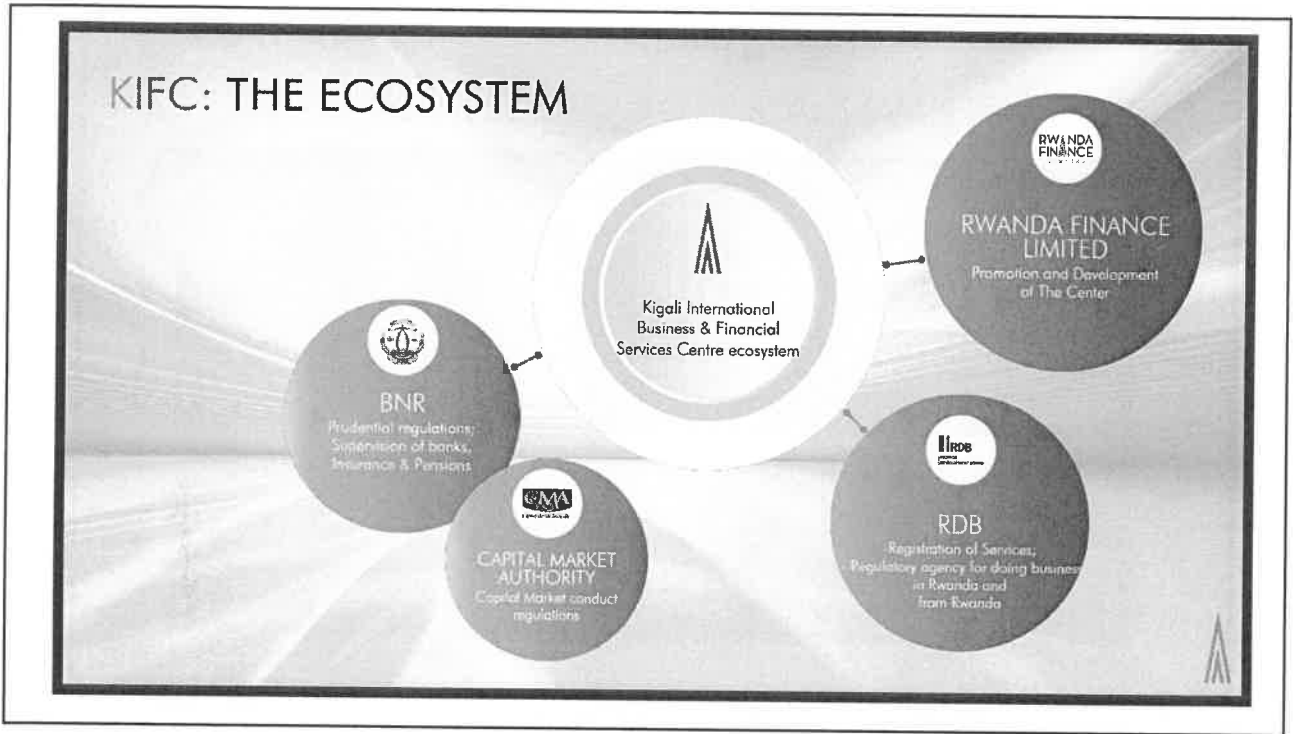 KIFC: THE ECOSYSTEM
RWANDA
FINANCE
RWANDA FINANCE
LIMITED
Promotion and Development
of The Center
Kigali International
Business & Financial
Services Centre ecosystem
BNR
Prudential regulations;
Supervision of banks,
Insurance & Pensions
CMA
CAPITAL MARKET
AUTHORITY
Capital Market conduct
regulations
RDB
RDB
Registration of Services;
Regulatory agency for doing business
in Rwanda and
from Rwanda